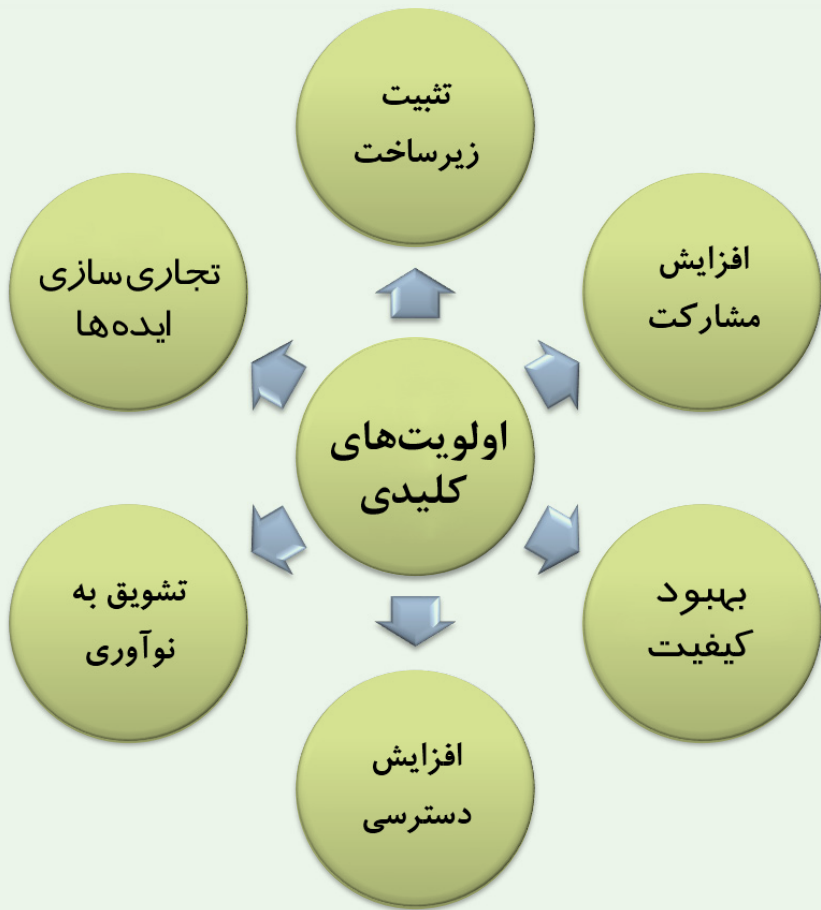 تثبیت
زیرساخت
افزایش
مشارکت
تجاری‌سازی
ایده‌ها
اولویت‌های
کلیدی
بهبود
کیفیت
تشویق به
نوآوری
افزایش
دسترسی